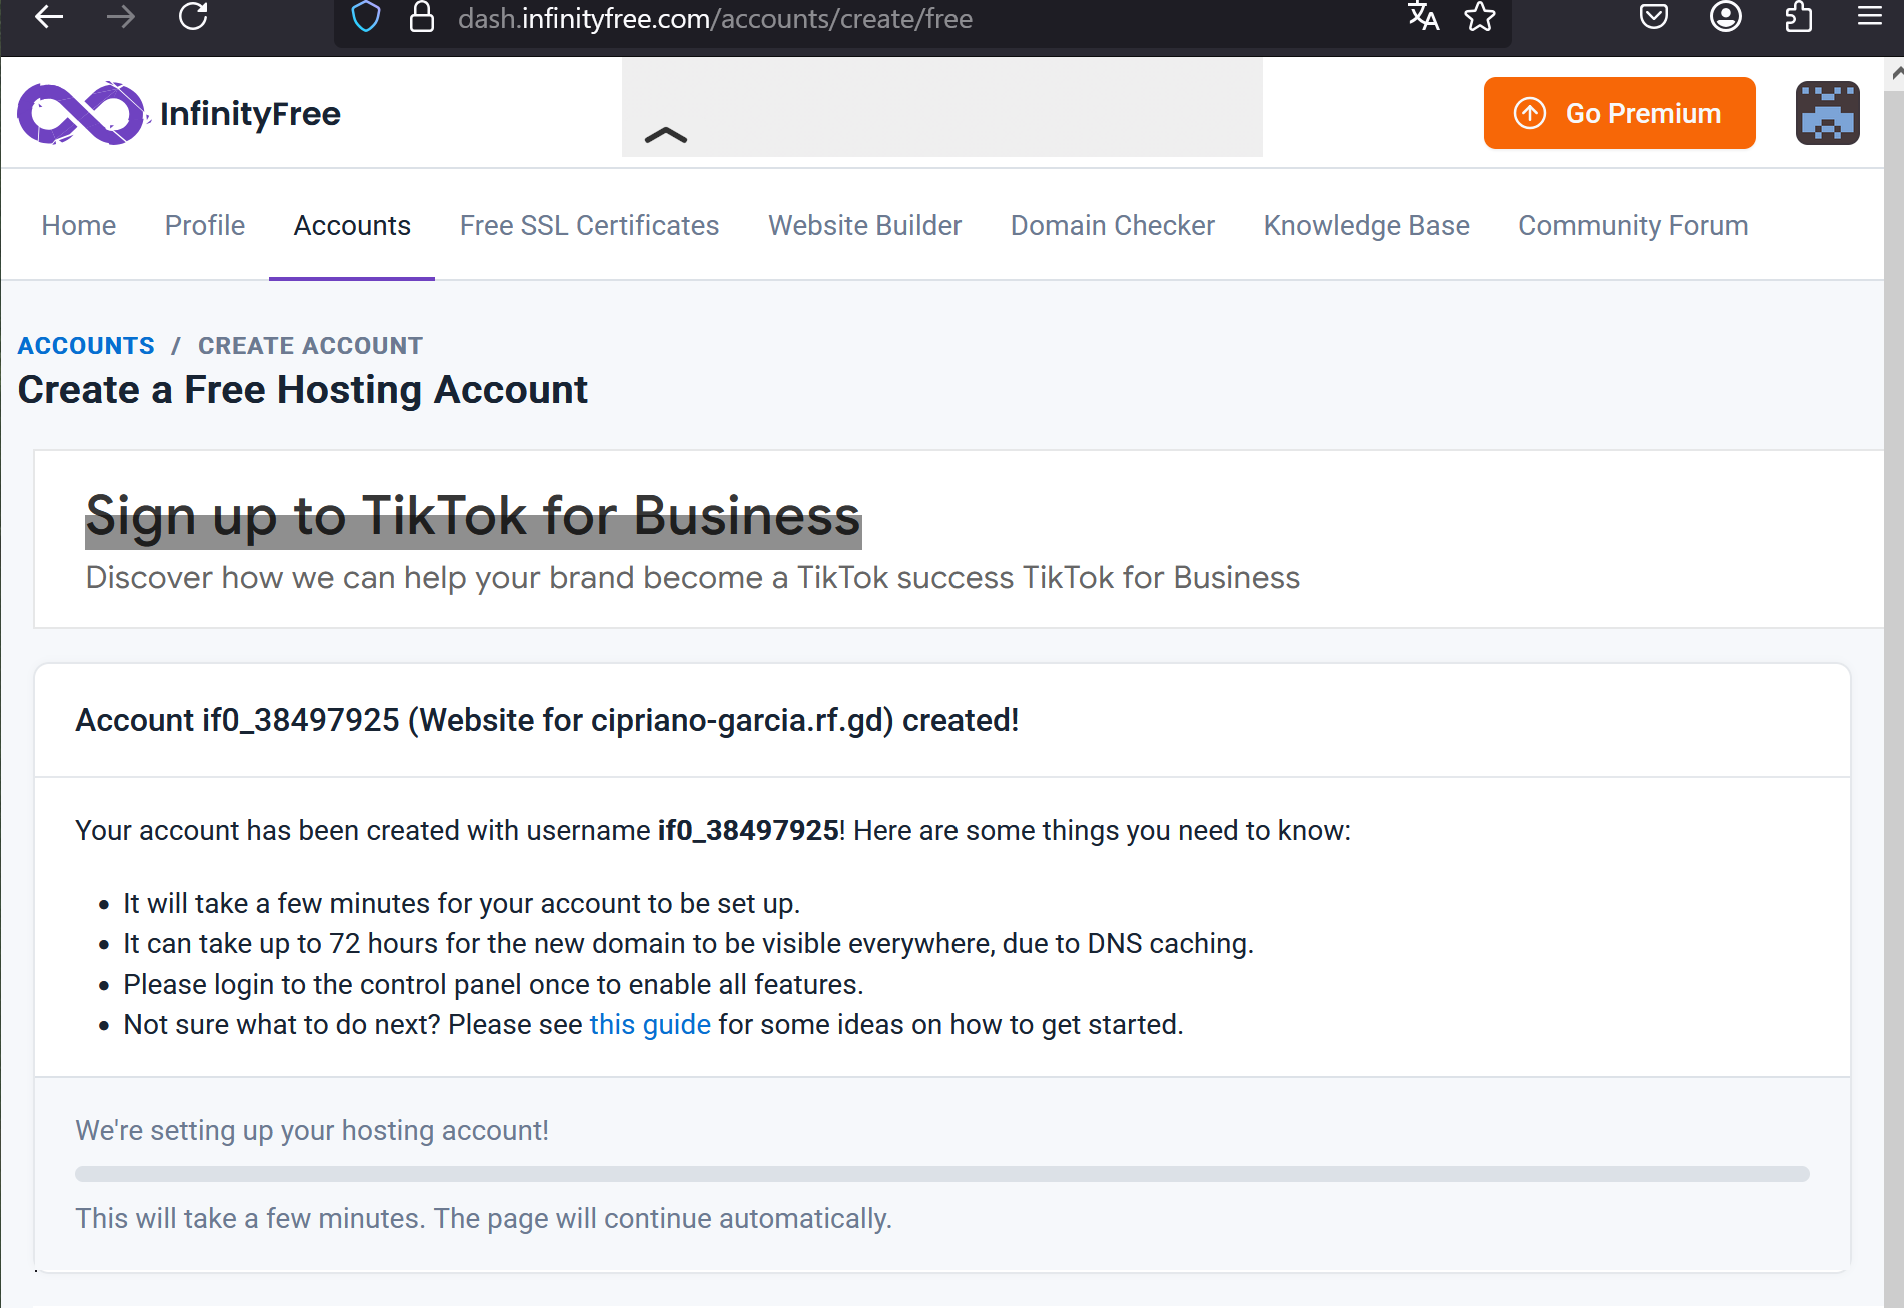 dash.infinityfree.com/accounts/create/free
InfinityFree
Go Premium
Home Profile Accounts Free SSL Certificates Website Builder Domain Checker Knowledge Base Community Forum
ACCOUNTS / CREATE ACCOUNT
Create a Free Hosting Account
Sign up to TikTok for Business
Discover how we can help your brand become a TikTok success TikTok for Business
Account if0_38497925 (Website for cipriano-garcia.rf.gd) created!
Your account has been created with username if0_38497925! Here are some things you need to know:
• It will take a few minutes for your account to be set up.
• It can take up to 72 hours for the new domain to be visible everywhere, due to DNS caching.
• Please login to the control panel once to enable all features.
• Not sure what to do next? Please see this guide for some ideas on how to get started.
We're setting up your hosting account!
This will take a few minutes. The page will continue automatically.